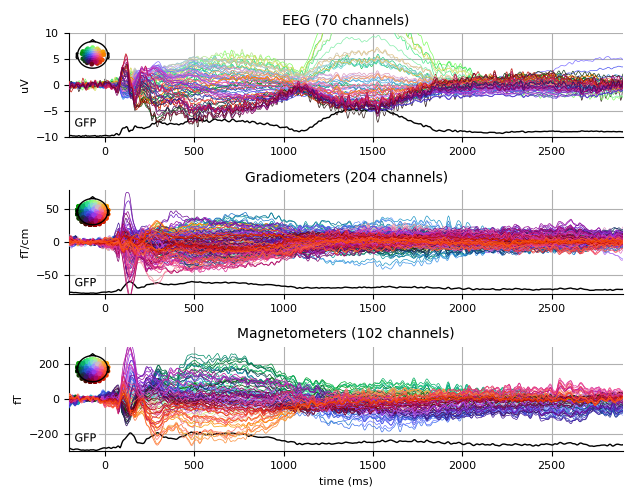 EEG (70 channels)
10
5
0
−5
−10
uV
GFP
0 500 1000 1500 2000 2500
Gradiometers (204 channels)
50
0
−50
fT/cm
GFP
0 500 1000 1500 2000 2500
Magnetometers (102 channels)
200
0
−200
fT
GFP
0 500 1000 1500 2000 2500
time (ms)